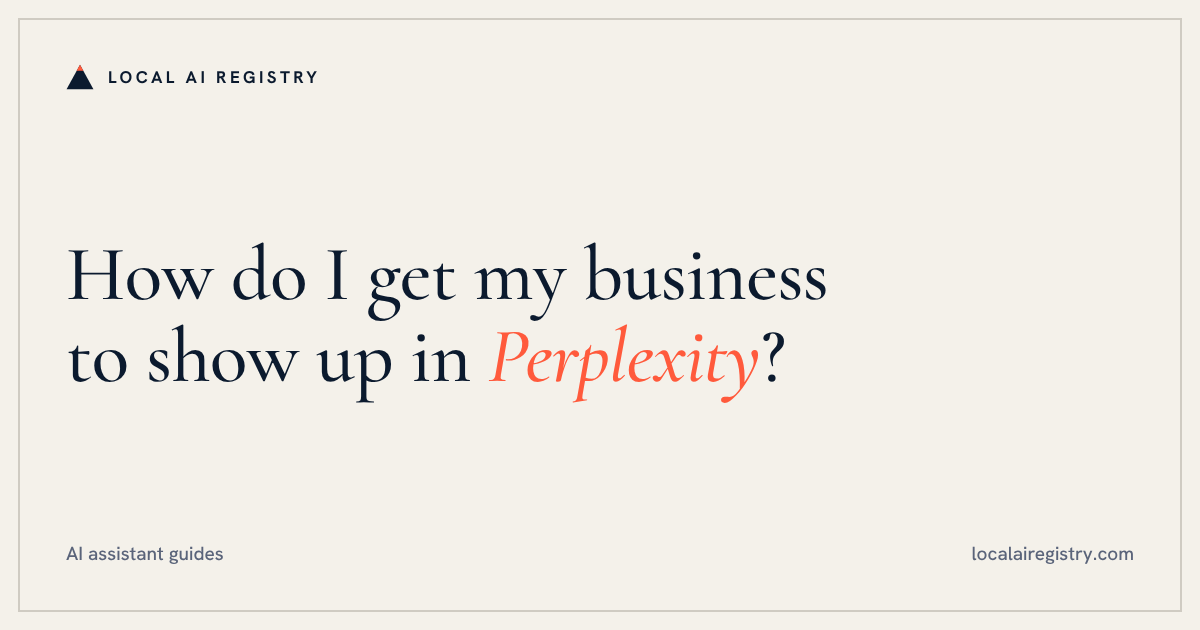 LOCAL AI REGISTRY
How do I get my business
to show up in Perplexity?
AI assistant guides
localairegistry.com